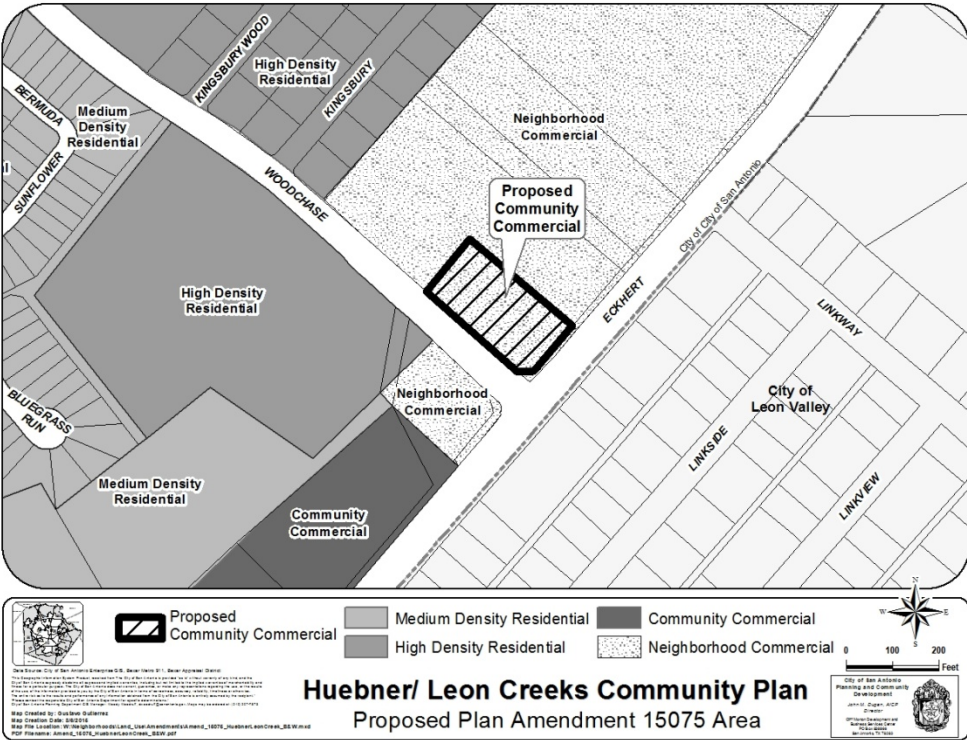 KINGSBURY WOOD
High Density
Residential
KINGSBURY
BERMUDA
Medium
Density
Residential
SUNFLOWER
WOODCHASE
Neighborhood
Commercial
Proposed
Community
Commercial
City of City of San Antonio
ECKHERT
LINKWAY
High Density
Residential
Neighborhood
Commercial
City of
Leon Valley
BLUEGRASS
RUN
LINKSIDE
LINKVIEW
Medium Density
Residential
Community
Commercial
Proposed
Community Commercial
Medium Density Residential
High Density Residential
Community Commercial
Neighborhood Commercial
N
W
E
S
0 100 200
Feet
Map Created by: Gustavo Gutierrez
Huebner/ Leon Creeks Community Plan
Proposed Plan Amendment 15075 Area
City of San Antonio
Planning and Community
Development
John M. Dugan, AICP
Director